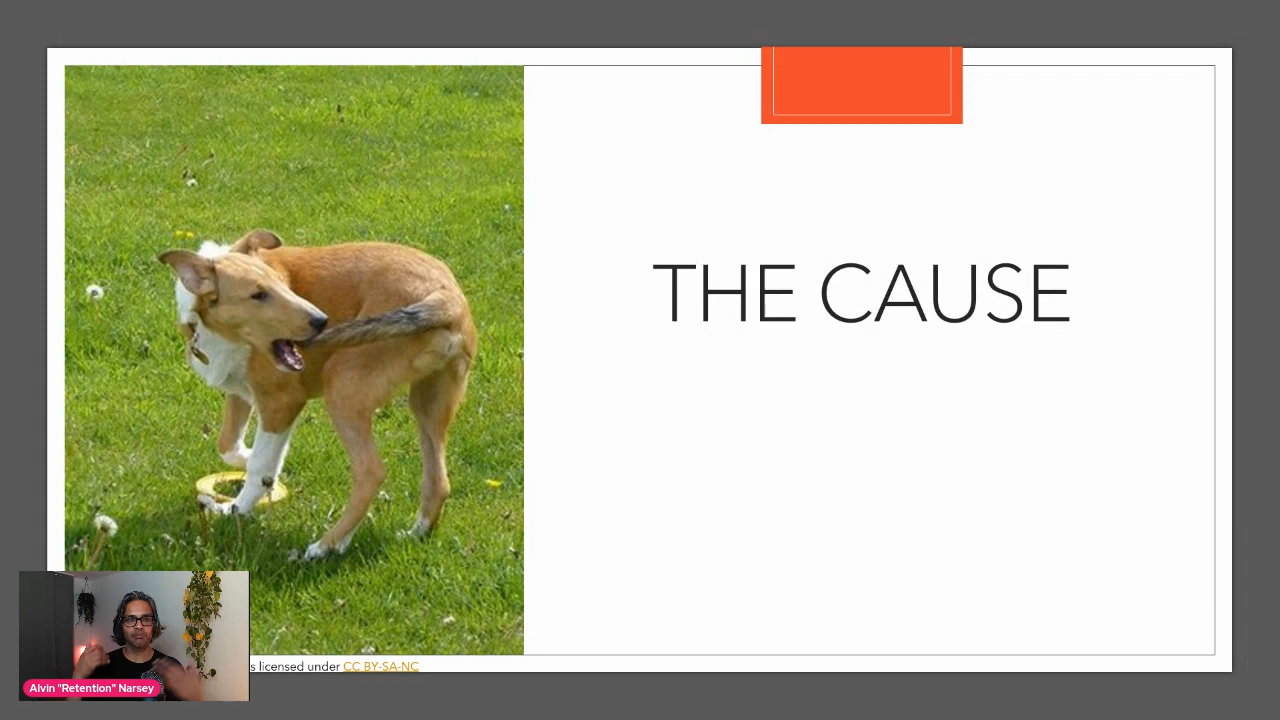 THE CAUSE
s licensed under CC BY-SA-NC
Alvin "Retention" Narsey